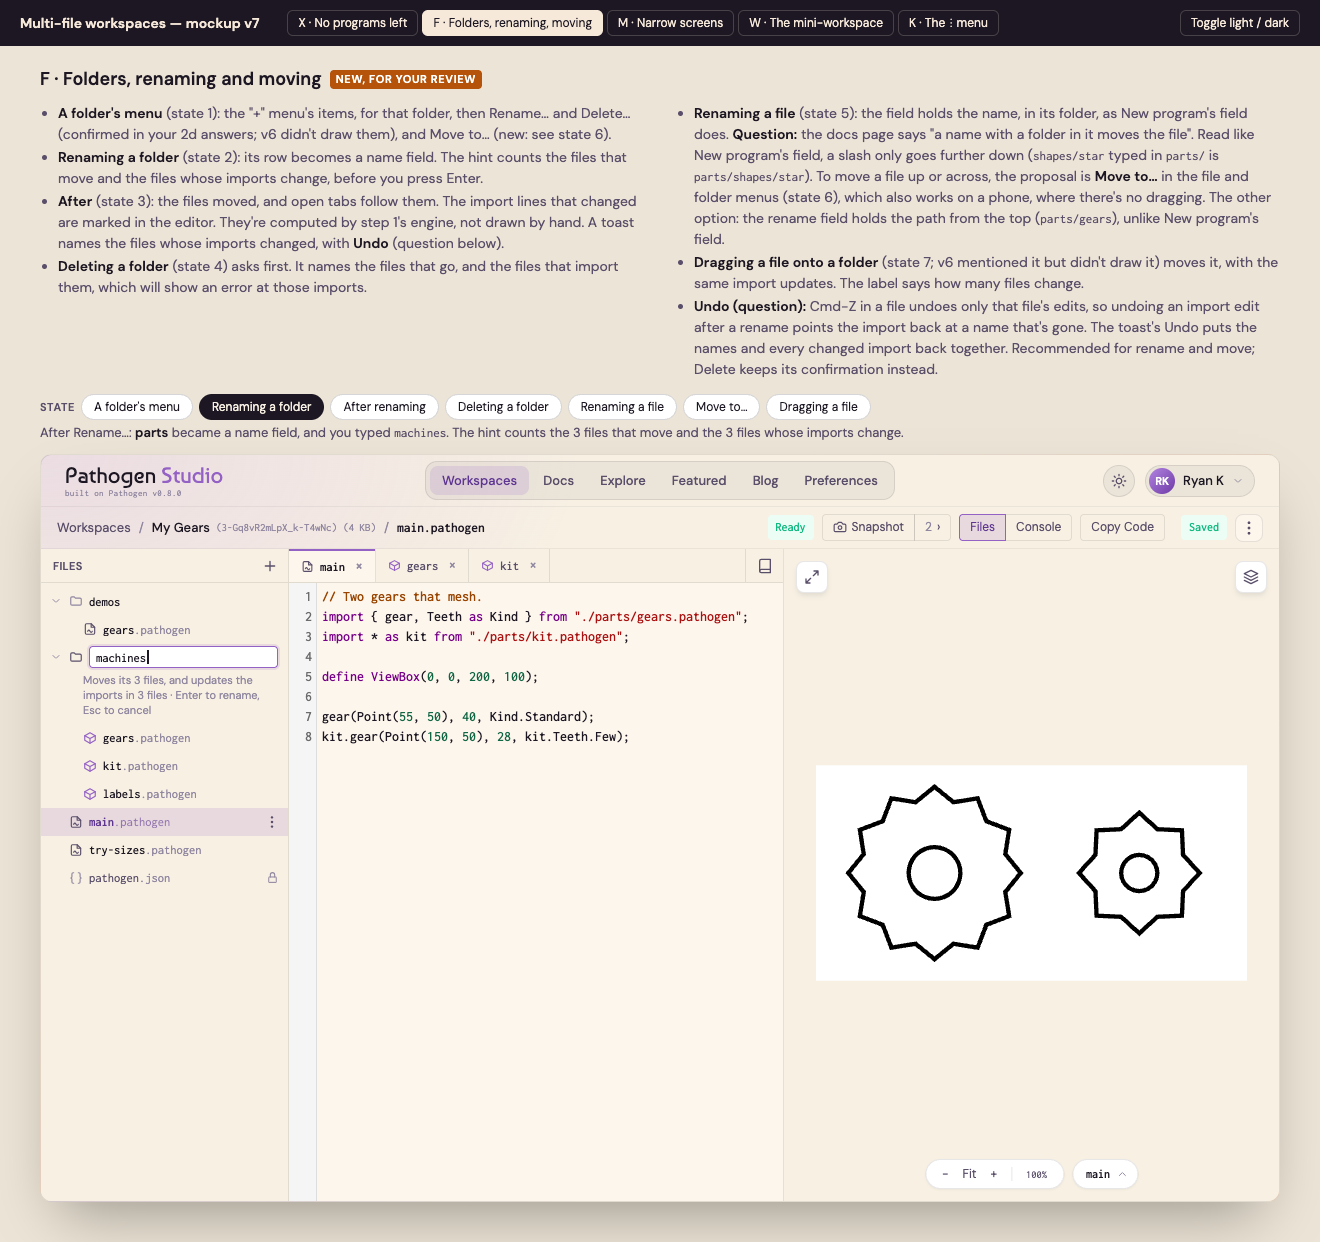 Multi-file workspaces — mockup v7
X · No programs left
F · Folders, renaming, moving
M · Narrow screens
W · The mini-workspace
K · The ⋮ menu
Toggle light / dark
F · Folders, renaming and moving
NEW, FOR YOUR REVIEW
• A folder's menu (state 1): the "+" menu's items, for that folder, then Rename… and Delete…
(confirmed in your 2d answers; v6 didn't draw them), and Move to… (new: see state 6).
• Renaming a folder (state 2): its row becomes a name field. The hint counts the files that
move and the files whose imports change, before you press Enter.
• After (state 3): the files moved, and open tabs follow them. The import lines that changed
are marked in the editor. They're computed by step 1's engine, not drawn by hand. A toast
names the files whose imports changed, with Undo (question below).
• Deleting a folder (state 4) asks first. It names the files that go, and the files that import
them, which will show an error at those imports.
• Renaming a file (state 5): the field holds the name, in its folder, as New program's field
does. Question: the docs page says "a name with a folder in it moves the file". Read like
New program's field, a slash only goes further down (shapes/star typed in parts/ is
parts/shapes/star). To move a file up or across, the proposal is Move to… in the file and
folder menus (state 6), which also works on a phone, where there's no dragging. The other
option: the rename field holds the path from the top (parts/gears), unlike New program's
field.
• Dragging a file onto a folder (state 7; v6 mentioned it but didn't draw it) moves it, with the
same import updates. The label says how many files change.
• Undo (question): Cmd-Z in a file undoes only that file's edits, so undoing an import edit
after a rename points the import back at a name that's gone. The toast's Undo puts the
names and every changed import back together. Recommended for rename and move;
Delete keeps its confirmation instead.
STATE
A folder's menu
Renaming a folder
After renaming
Deleting a folder
Renaming a file
Move to…
Dragging a file
After Rename…: parts became a name field, and you typed machines. The hint counts the 3 files that move and the 3 files whose imports change.
Pathogen Studio
built on Pathogen v0.8.0
Workspaces
Docs
Explore
Featured
Blog
Preferences
RK
Ryan K
Workspaces / My Gears (3-Gq8vR2mLpX_k-T4wNc) (4 KB) / main.pathogen
Ready
Snapshot
2 ›
Files
Console
Copy Code
Saved
FILES
demos
gears.pathogen
machines
Moves its 3 files, and updates the
imports in 3 files · Enter to rename,
Esc to cancel
gears.pathogen
kit.pathogen
labels.pathogen
main.pathogen
try-sizes.pathogen
{ } pathogen.json
main ×
gears ×
kit ×
1 // Two gears that mesh.
2 import { gear, Teeth as Kind } from "./parts/gears.pathogen";
3 import * as kit from "./parts/kit.pathogen";
4
5 define ViewBox(0, 0, 200, 100);
6
7 gear(Point(55, 50), 40, Kind.Standard);
8 kit.gear(Point(150, 50), 28, kit.Teeth.Few);
− Fit + 100%
main